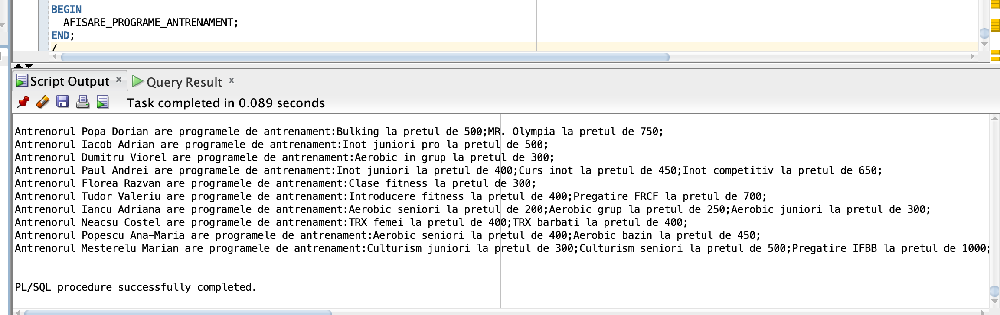 BEGIN
AFISARE_PROGRAME_ANTRENAMENT;
END;
/
Script Output x Query Result x
Task completed in 0.089 seconds
Antrenorul Popa Dorian are programele de antrenament:Bulking la pretul de 500;MR. Olympia la pretul de 750;
Antrenorul Iacob Adrian are programele de antrenament:Inot juniori pro la pretul de 500;
Antrenorul Dumitru Viorel are programele de antrenament:Aerobic in grup la pretul de 300;
Antrenorul Paul Andrei are programele de antrenament:Inot juniori la pretul de 400;Curs inot la pretul de 450;Inot competitiv la pretul de 650;
Antrenorul Florea Razvan are programele de antrenament:Clase fitness la pretul de 300;
Antrenorul Tudor Valeriu are programele de antrenament:Introducere fitness la pretul de 400;Pregatire FRCF la pretul de 700;
Antrenorul Iancu Adriana are programele de antrenament:Aerobic seniori la pretul de 200;Aerobic grup la pretul de 250;Aerobic juniori la pretul de 300;
Antrenorul Neacsu Costel are programele de antrenament:TRX femei la pretul de 400;TRX barbati la pretul de 400;
Antrenorul Popescu Ana-Maria are programele de antrenament:Aerobic seniori la pretul de 400;Aerobic bazin la pretul de 450;
Antrenorul Mesterelu Marian are programele de antrenament:Culturism juniori la pretul de 300;Culturism seniori la pretul de 500;Pregatire IFBB la pretul de 1000;
PL/SQL procedure successfully completed.